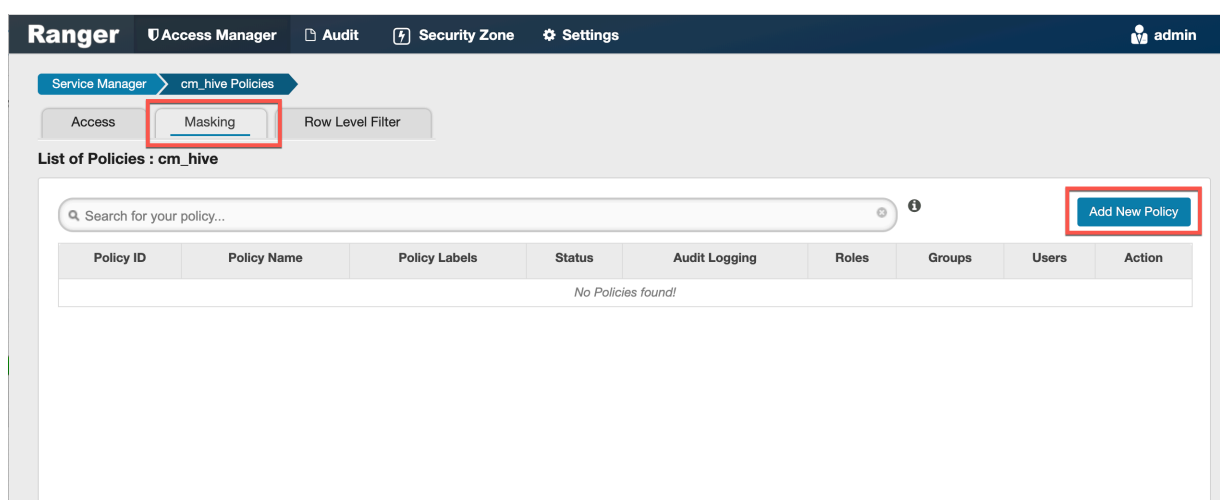 Ranger Access Manager Audit Security Zone Settings admin
Service Manager cm_hive Policies
Access Masking Row Level Filter
List of Policies : cm_hive
Search for your policy...
Add New Policy
Policy ID Policy Name Policy Labels Status Audit Logging Roles Groups Users Action
No Policies found!